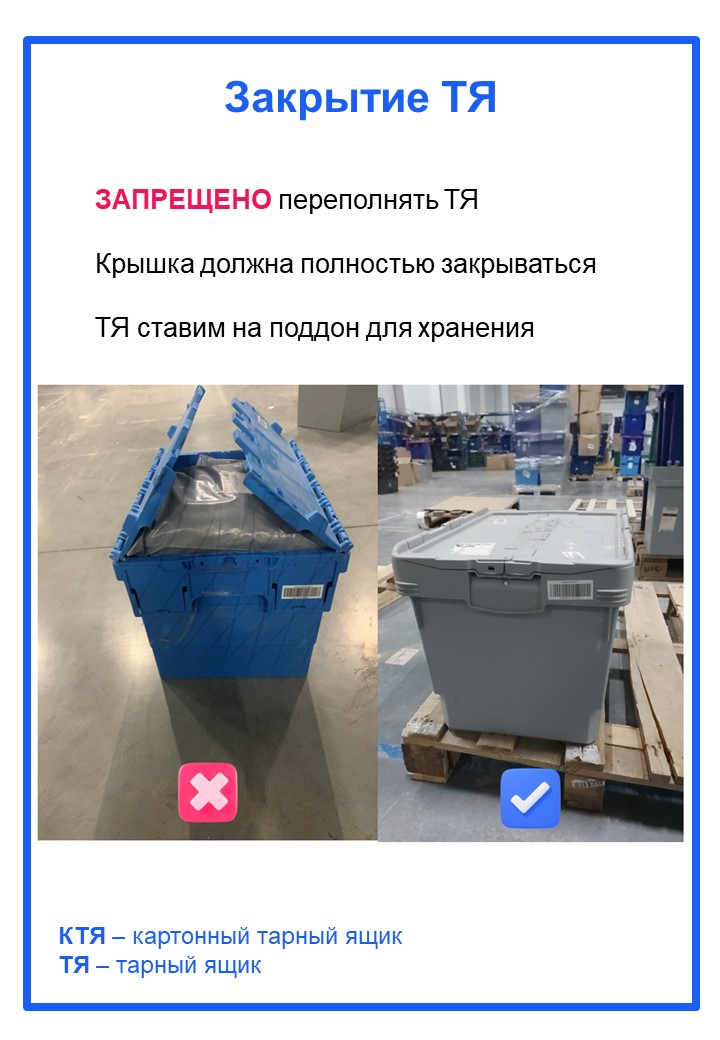 Закрытие ТЯ
ЗАПРЕЩЕНО переполнять ТЯ
Крышка должна полностью закрываться
ТЯ ставим на поддон для хранения
КТЯ – картонный тарный ящик
ТЯ – тарный ящик